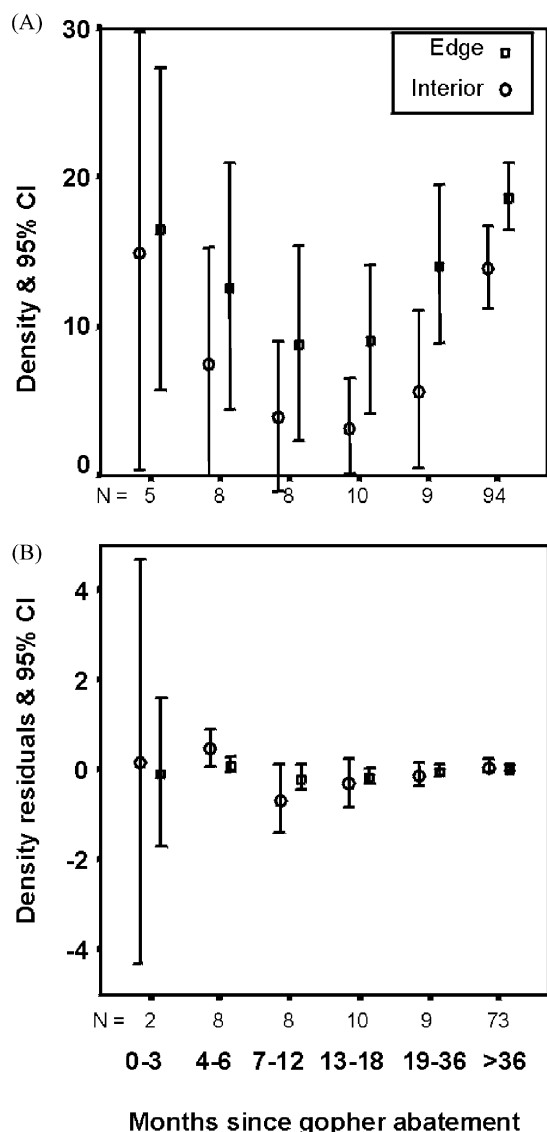 (A)
30
20
10
0
Density & 95% CI
Edge
Interior
N = 5 8 8 10 9 94
(B)
4
2
0
-2
-4
Density residuals & 95% CI
N = 2 8 8 10 9 73
0-3 4-6 7-12 13-18 19-36 >36
Months since gopher abatement